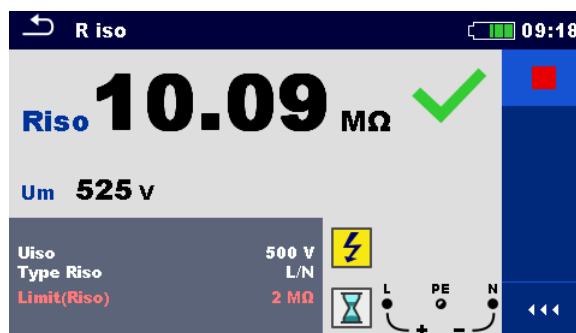 R iso 09:18
Riso 10.09 MΩ
Um 525 V
Uiso 500 V
Type Riso L/N
Limit(Riso) 2 MΩ
L PE N
+ −